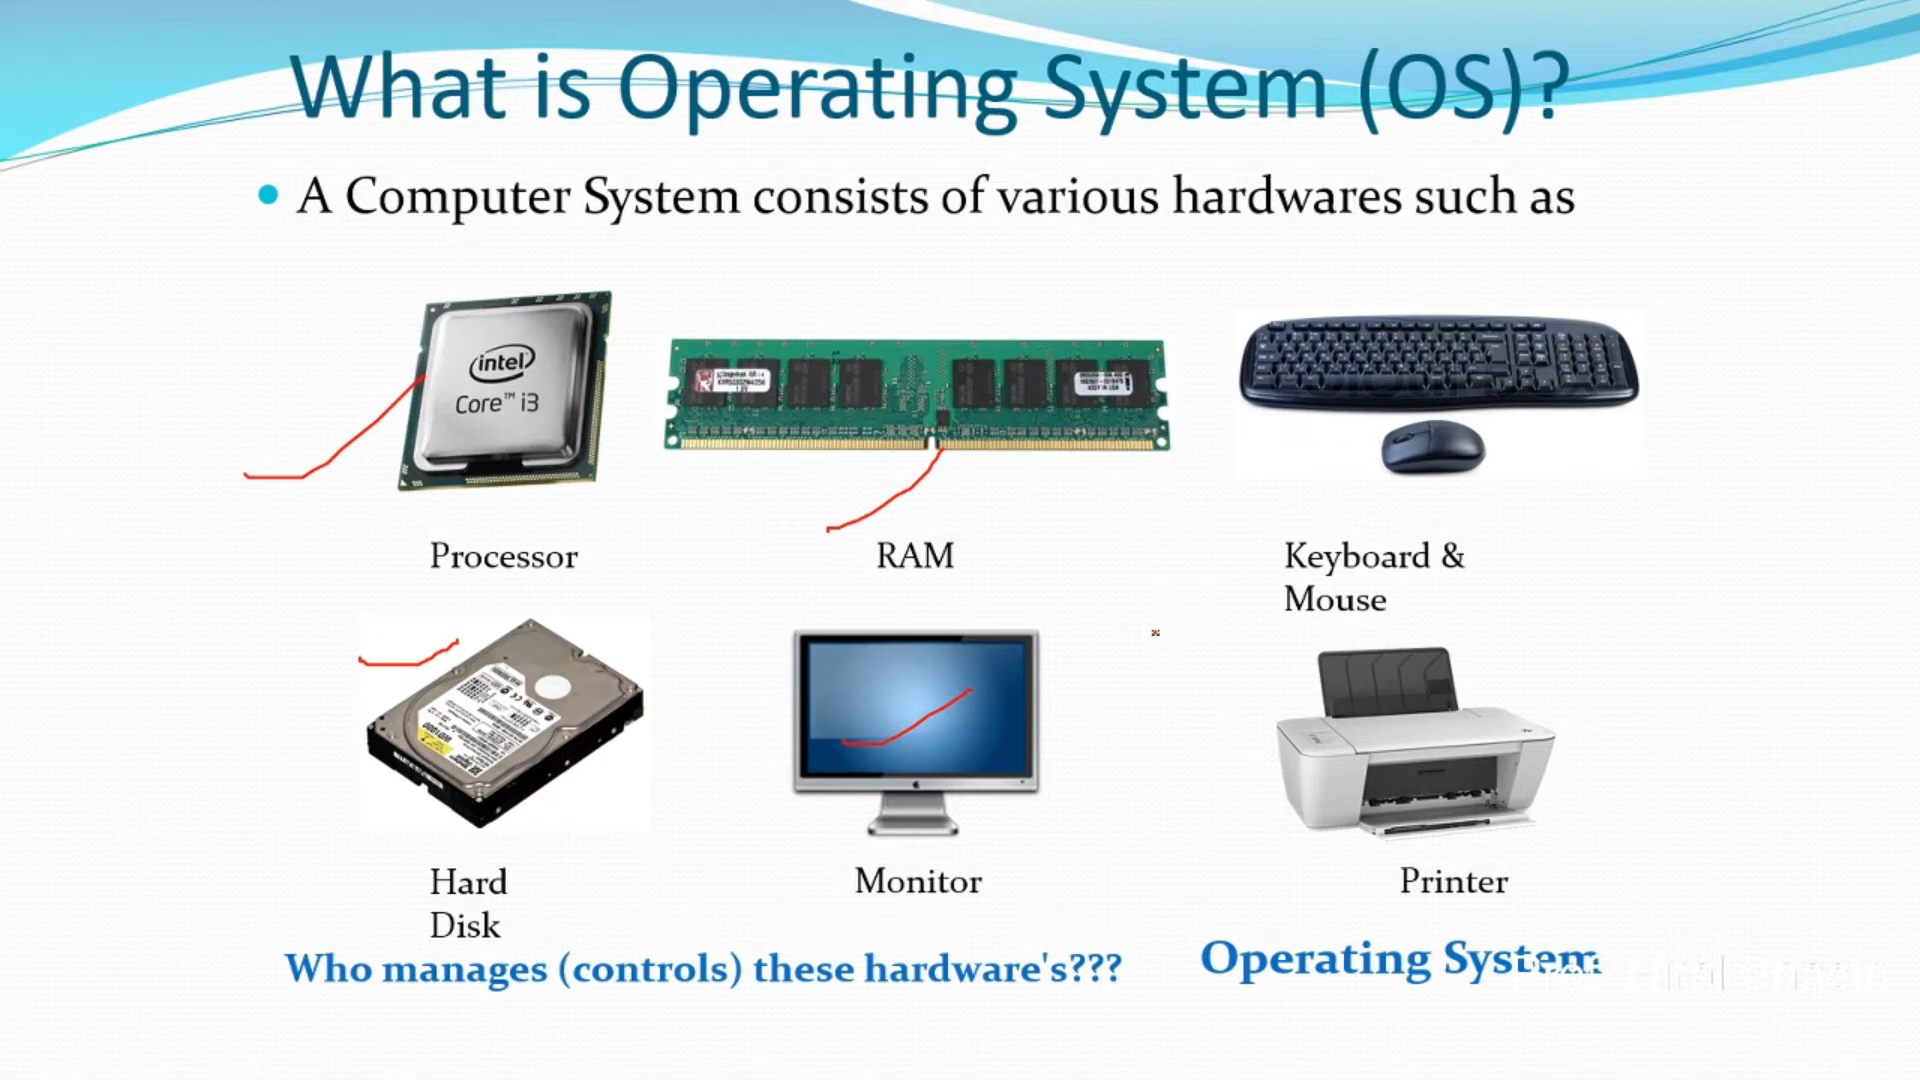 What is Operating System (OS)?
A Computer System consists of various hardwares such as
intel
Core™ i3
Processor
RAM
Keyboard &
Mouse
Hard
Disk
Monitor
Printer
Who manages (controls) these hardware's???
Operating System